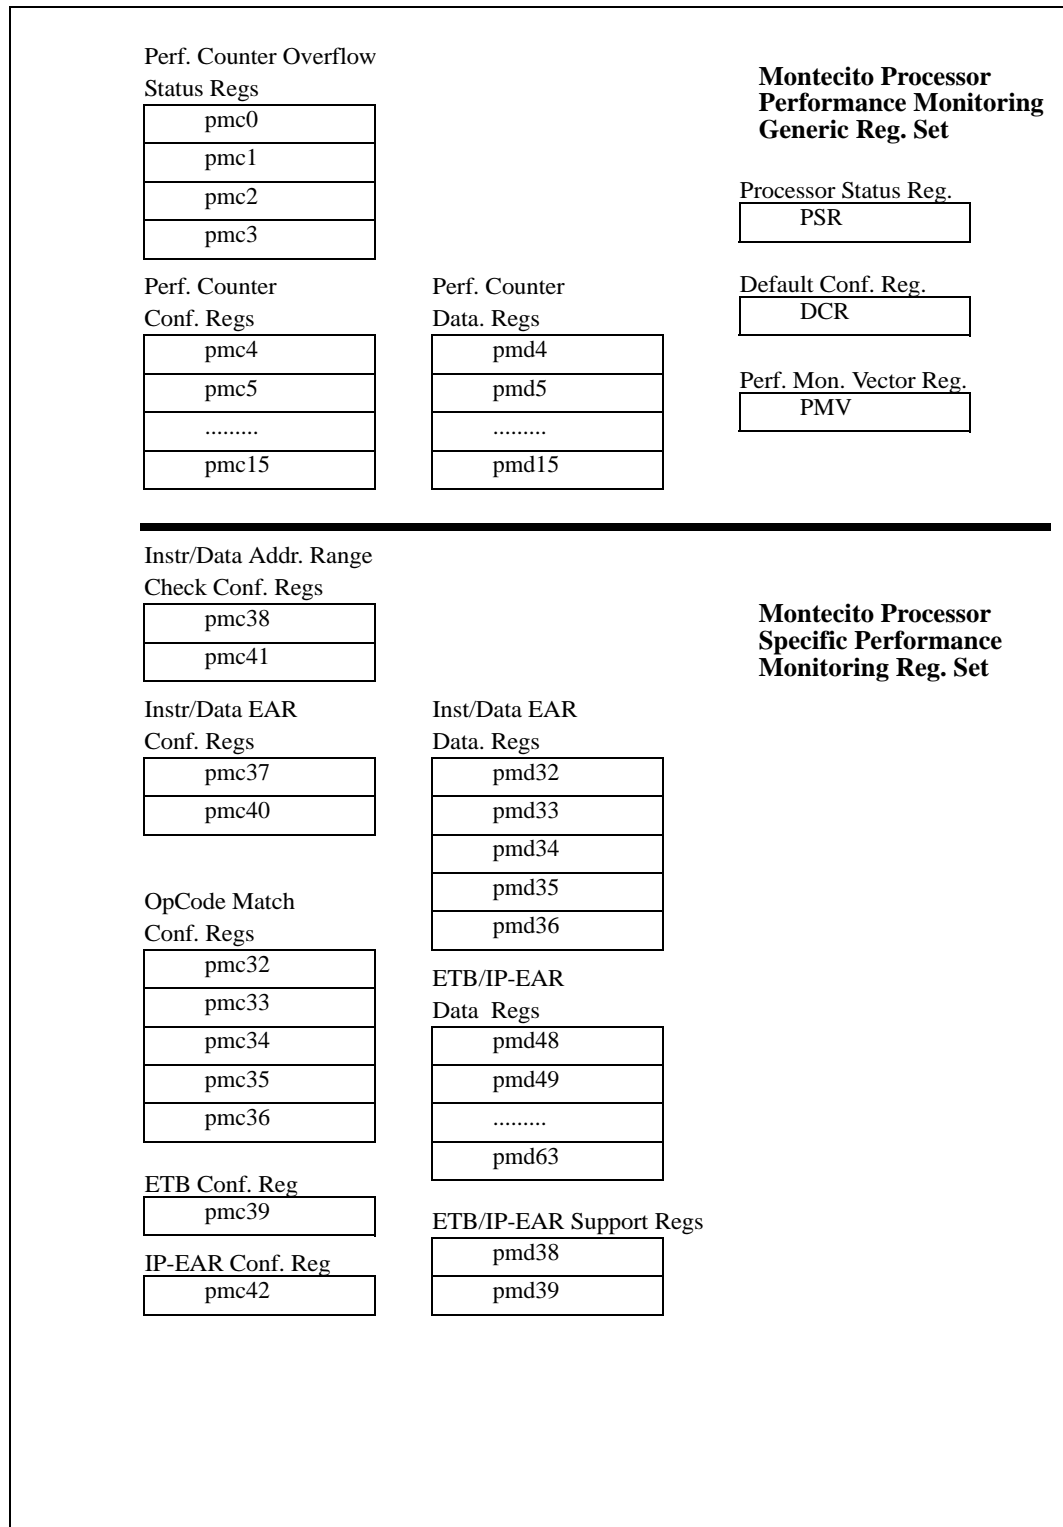 Perf. Counter Overflow
Status Regs
pmc0
pmc1
pmc2
pmc3
Montecito Processor
Performance Monitoring
Generic Reg. Set
Processor Status Reg.
PSR
Default Conf. Reg.
DCR
Perf. Mon. Vector Reg.
PMV
Perf. Counter
Conf. Regs
pmc4
pmc5
.........
pmc15
Perf. Counter
Data. Regs
pmd4
pmd5
.........
pmd15
Instr/Data Addr. Range
Check Conf. Regs
pmc38
pmc41
Montecito Processor
Specific Performance
Monitoring Reg. Set
Instr/Data EAR
Conf. Regs
pmc37
pmc40
Inst/Data EAR
Data. Regs
pmd32
pmd33
pmd34
pmd35
pmd36
OpCode Match
Conf. Regs
pmc32
pmc33
pmc34
pmc35
pmc36
ETB/IP-EAR
Data  Regs
pmd48
pmd49
.........
pmd63
ETB Conf. Reg
pmc39
IP-EAR Conf. Reg
pmc42
ETB/IP-EAR Support Regs
pmd38
pmd39